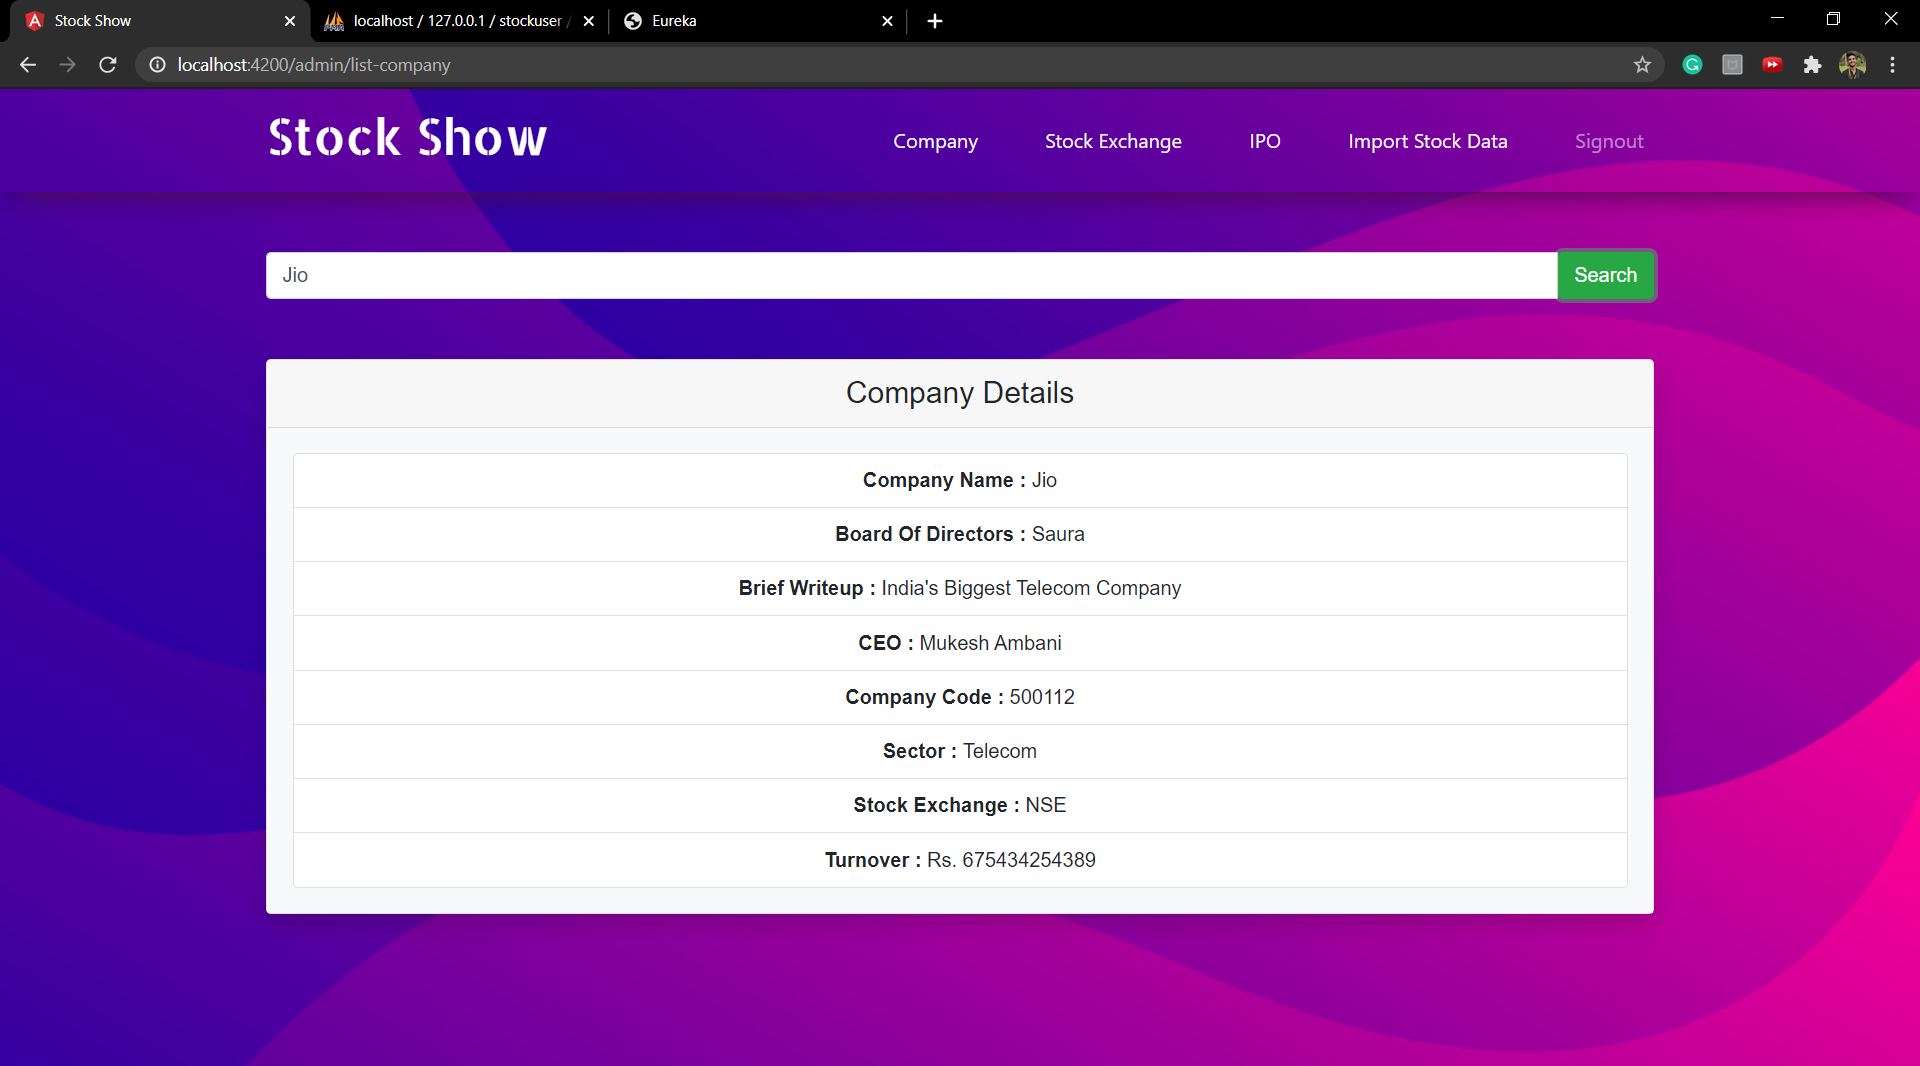 Stock Show
localhost / 127.0.0.1 / stockuser /
Eureka
localhost:4200/admin/list-company
Stock Show
Company
Stock Exchange
IPO
Import Stock Data
Signout
Jio
Search
Company Details
Company Name : Jio
Board Of Directors : Saura
Brief Writeup : India's Biggest Telecom Company
CEO : Mukesh Ambani
Company Code : 500112
Sector : Telecom
Stock Exchange : NSE
Turnover : Rs. 675434254389